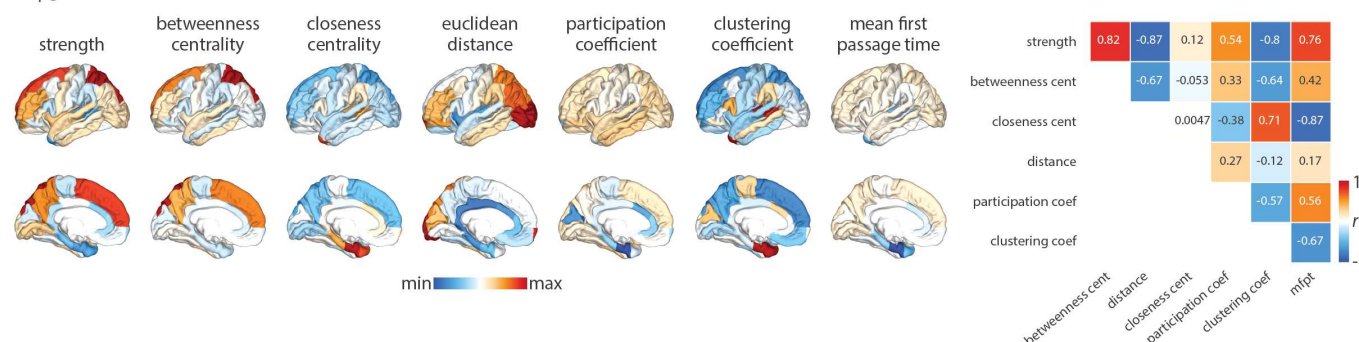 strength
betweenness
centrality
closeness
centrality
euclidean
distance
participation
coefficient
clustering
coefficient
mean first
passage time
min
max
strength 0.82 -0.87 0.12 0.54 -0.8 0.76
betweenness cent -0.67 -0.053 0.33 -0.64 0.42
closeness cent 0.0047 -0.38 0.71 -0.87
distance 0.27 -0.12 0.17
participation coef -0.57 0.56
clustering coef -0.67
betweenness cent
distance
closeness cent
participation coef
clustering coef
mfpt
1
r
-